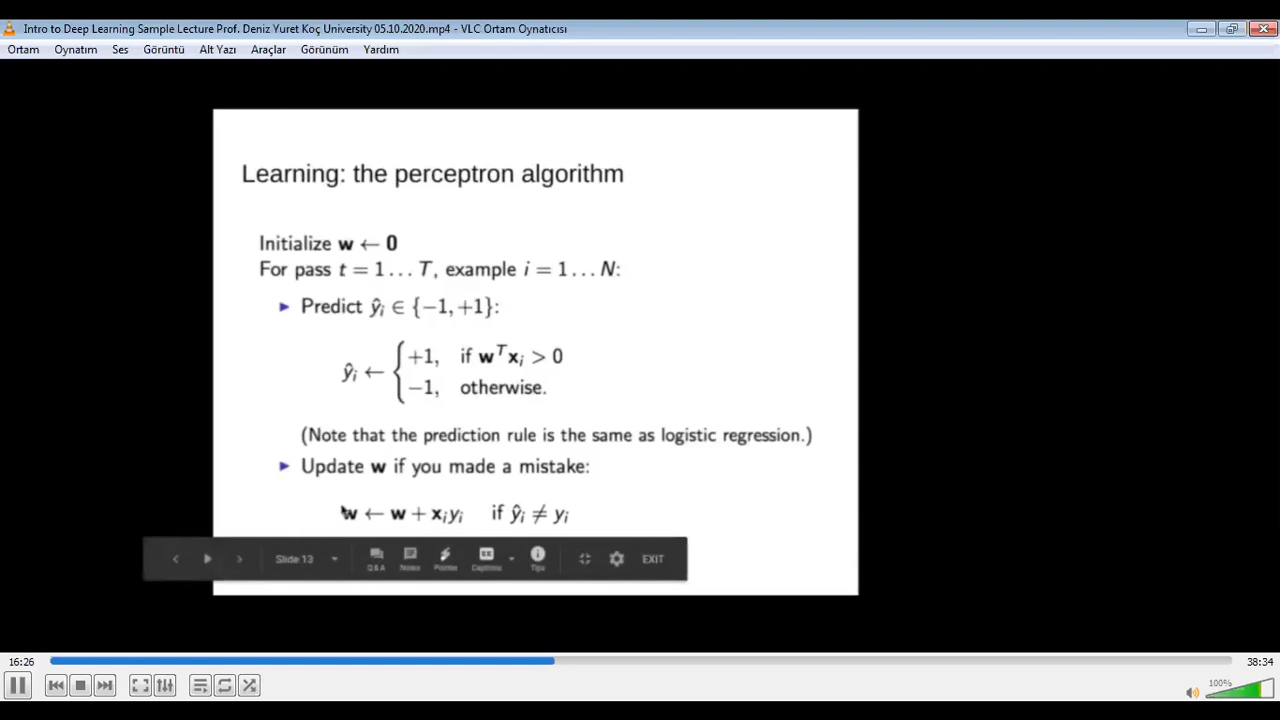 Intro to Deep Learning Sample Lecture Prof. Deniz Yuret Koç University 05.10.2020.mp4 - VLC Ortam Oynatıcısı
Ortam Oynatım Ses Görüntü Alt Yazı Araçlar Görünüm Yardım
Learning: the perceptron algorithm
Initialize w ← 0
For pass t = 1 . . . T, example i = 1 . . . N:
► Predict ŷᵢ ∈ {−1, +1}:
ŷᵢ ← { +1, if wᵀxᵢ > 0
−1, otherwise.
(Note that the prediction rule is the same as logistic regression.)
► Update w if you made a mistake:
w ← w + xᵢyᵢ if ŷᵢ ≠ yᵢ
Slide 13 Q&A Notes Pointer Captions Tips EXIT
16:26 38:34
100%